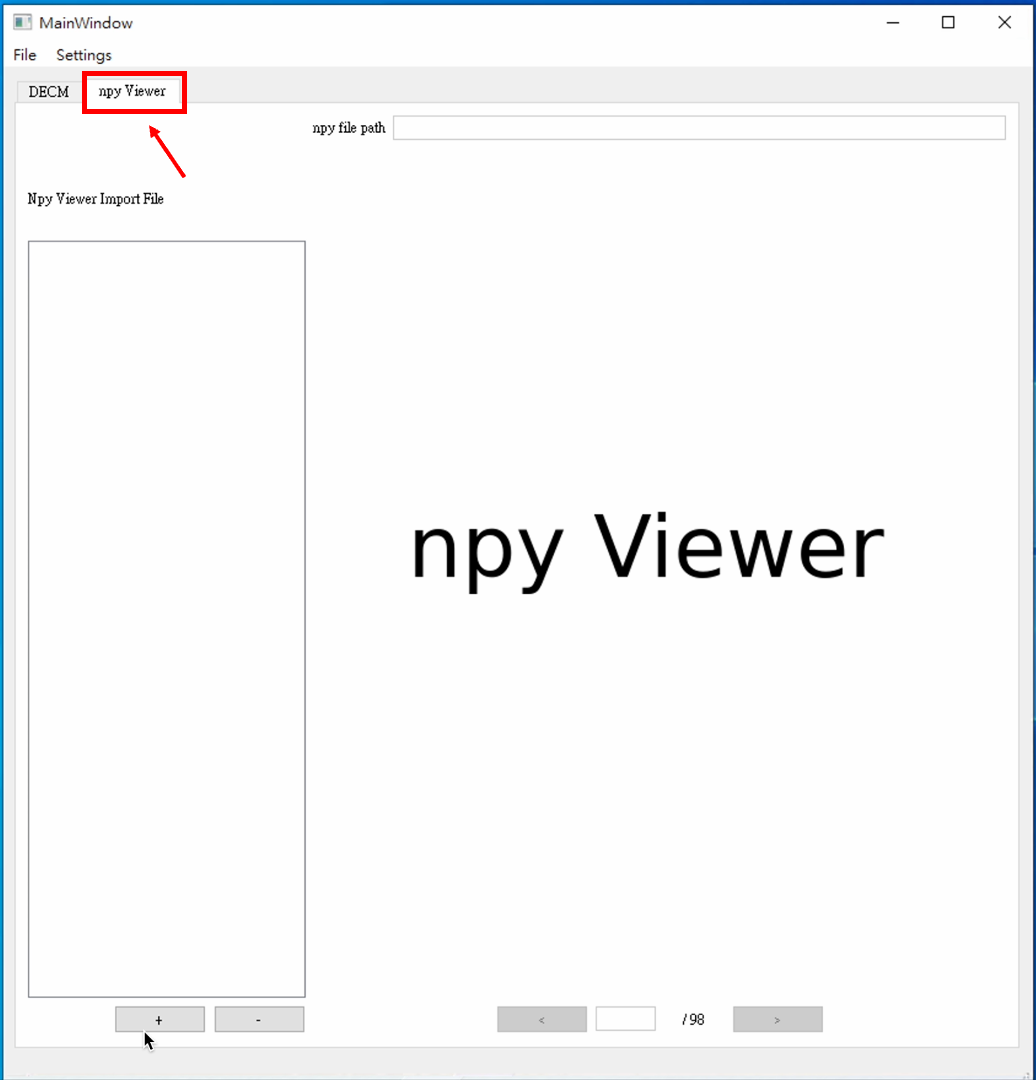 MainWindow
File Settings
DECM npy Viewer
npy file path
Npy Viewer Import File
npy Viewer
+ - < /98 >